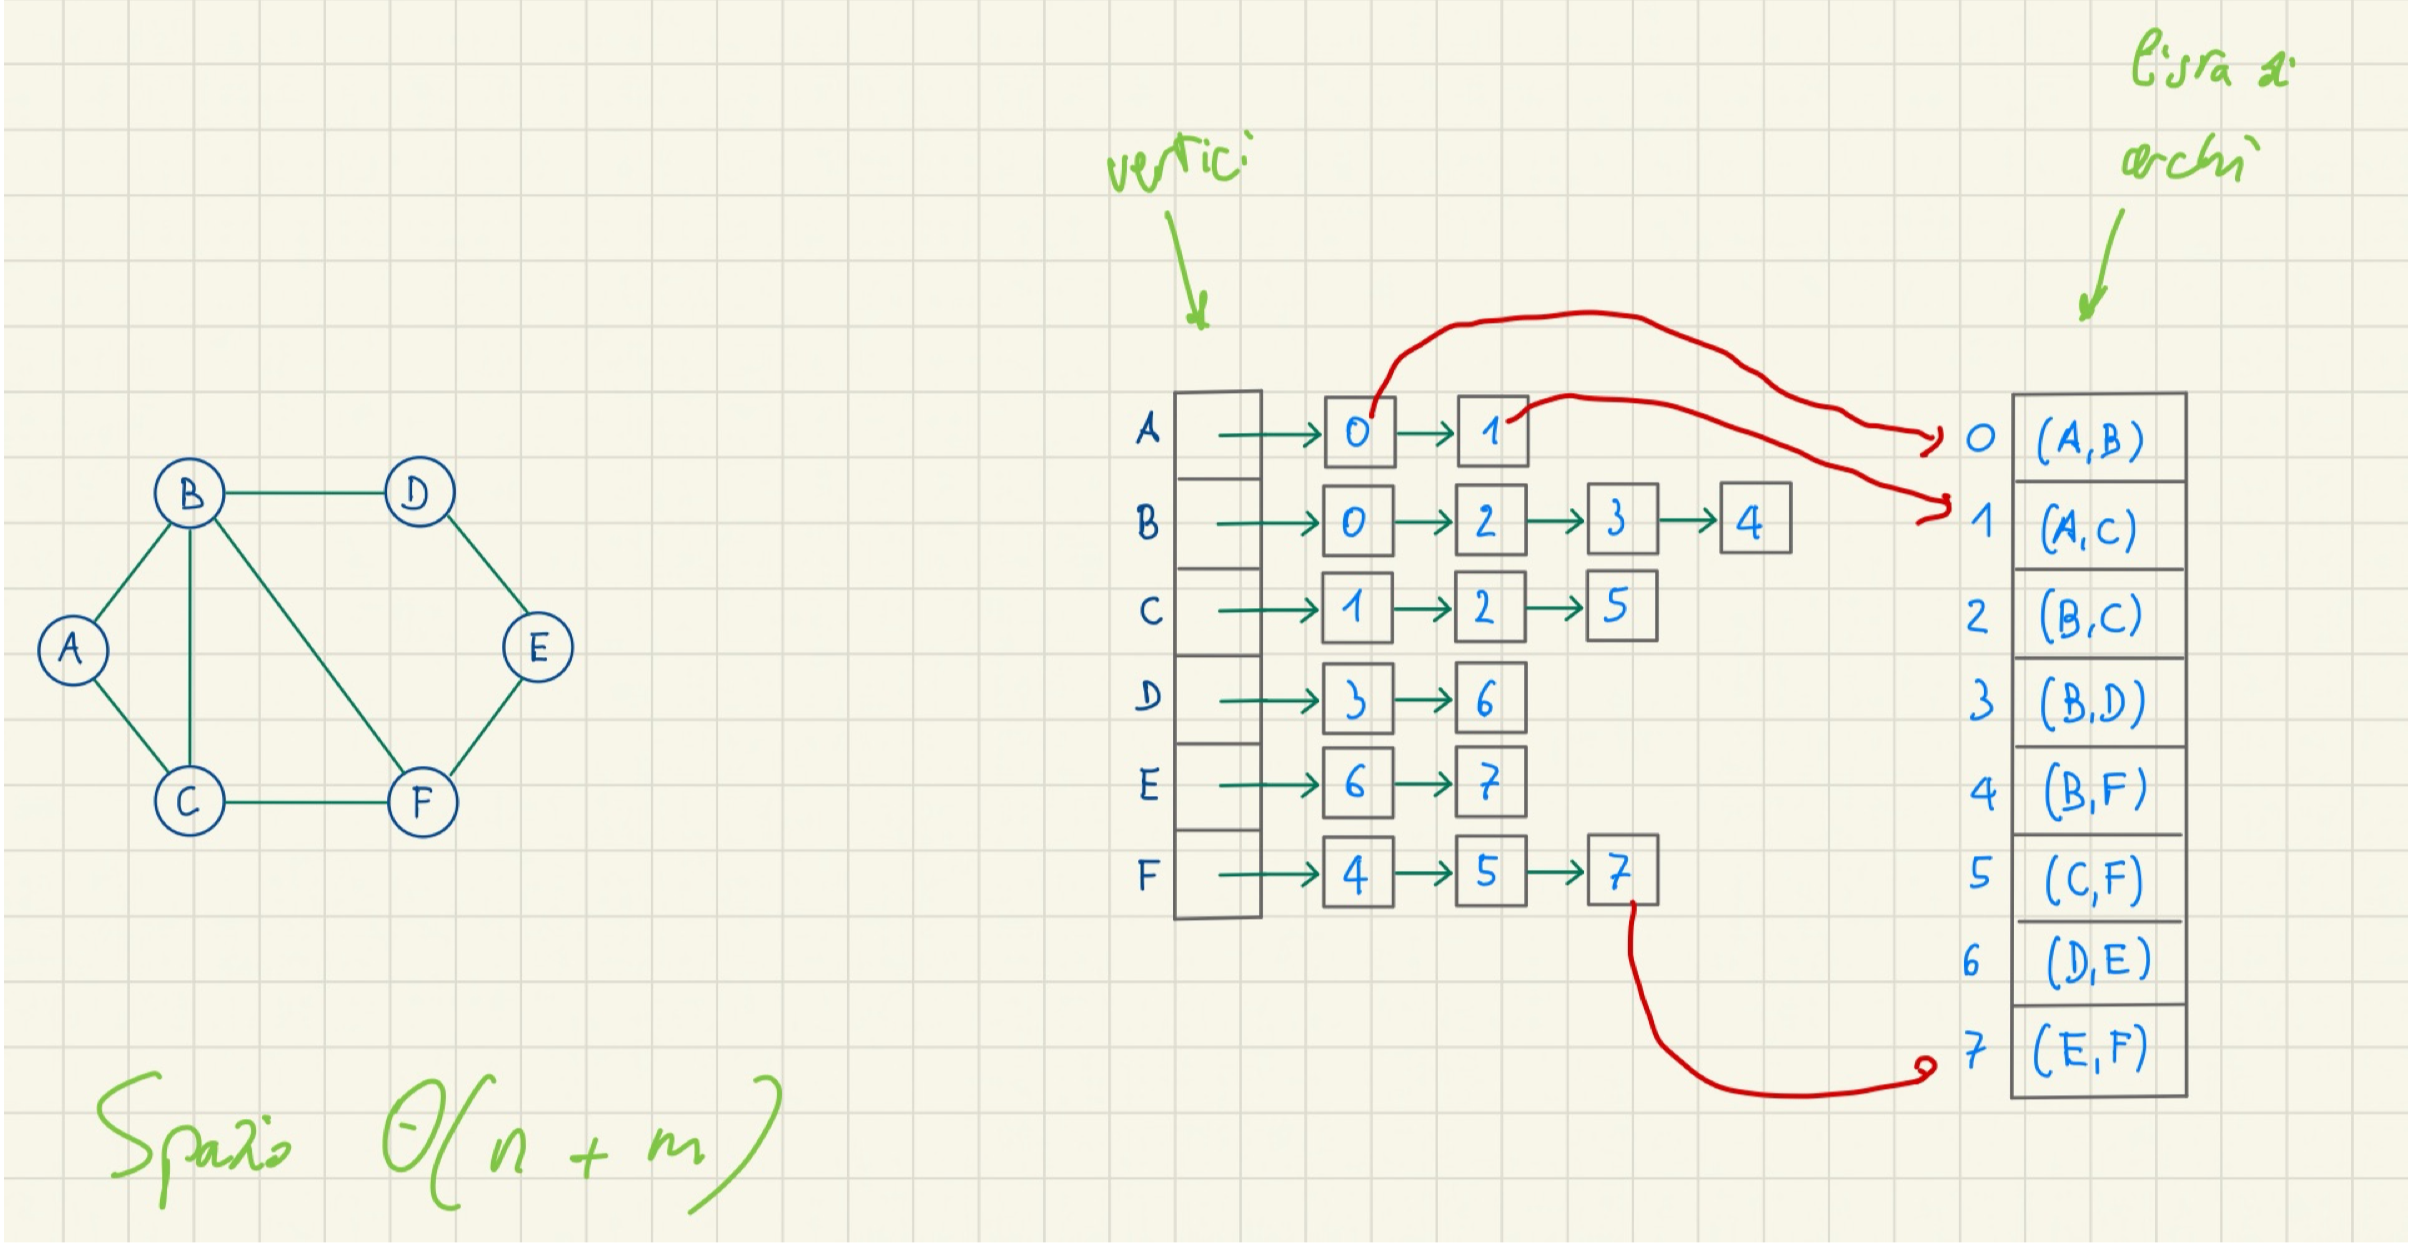 lista di
archi
vertici
A 0 1 0 (A,B)
B 0 2 3 4 1 (A,C)
C 1 2 5 2 (B,C)
D 3 6 3 (B,D)
E 6 7 4 (B,F)
F 4 5 7 5 (C,F)
6 (D,E)
7 (E,F)
B D
A E
C F
Spazio Θ(n + m)